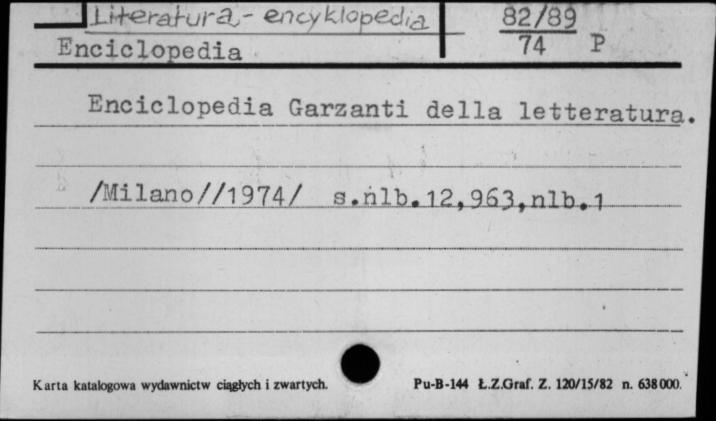 Literatura - encyklopedia 82/89
Enciclopedia 74 P
Enciclopedia Garzanti della letteratura.
/Milano//1974/ s.nlb.12,963,nlb.1
Karta katalogowa wydawnictw ciągłych i zwartych. Pu-B-144 Ł.Z.Graf. Z. 120/15/82 n. 638000.